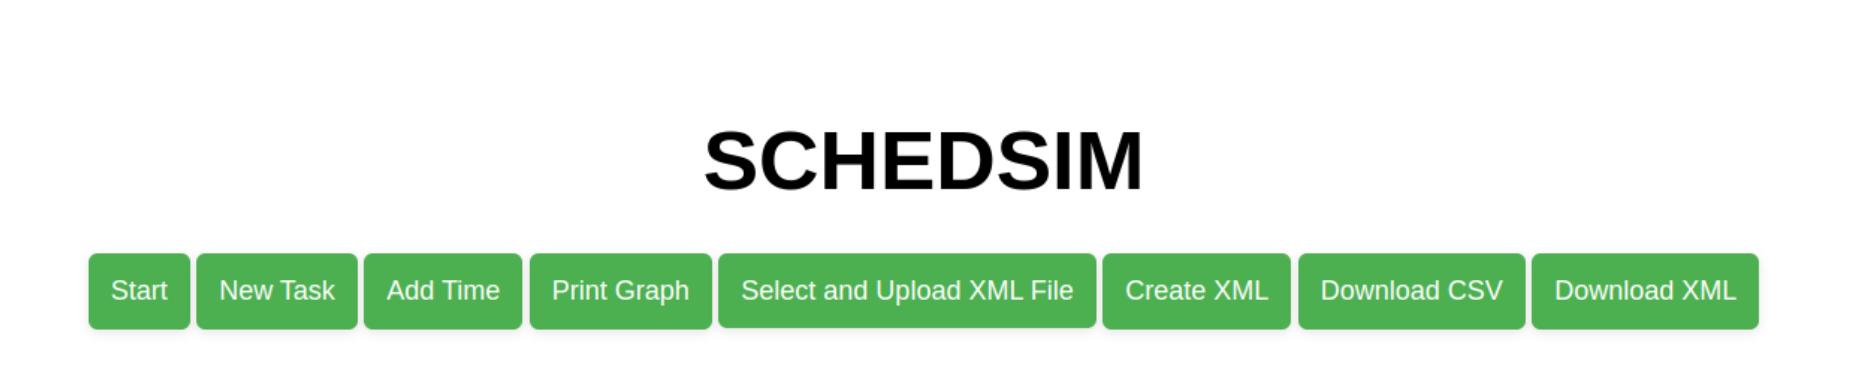 SCHEDSIM
Start New Task Add Time Print Graph Select and Upload XML File Create XML Download CSV Download XML